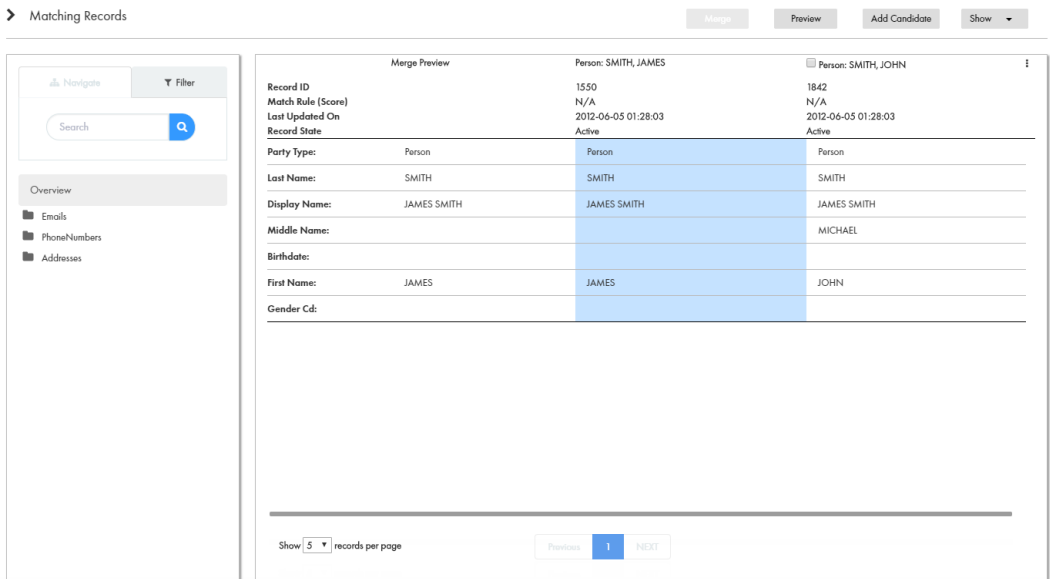 Matching Records
Merge Preview Add Candidate Show
Navigate Filter
Search
Overview
Emails
PhoneNumbers
Addresses
Merge Preview Person: SMITH, JAMES Person: SMITH, JOHN
Record ID 1550 1842
Match Rule (Score) N/A N/A
Last Updated On 2012-06-05 01:28:03 2012-06-05 01:28:03
Record State Active Active
Party Type: Person Person Person
Last Name: SMITH SMITH SMITH
Display Name: JAMES SMITH JAMES SMITH JAMES SMITH
Middle Name: MICHAEL
Birthdate:
First Name: JAMES JAMES JOHN
Gender Cd:
Show 5 records per page Previous 1 NEXT